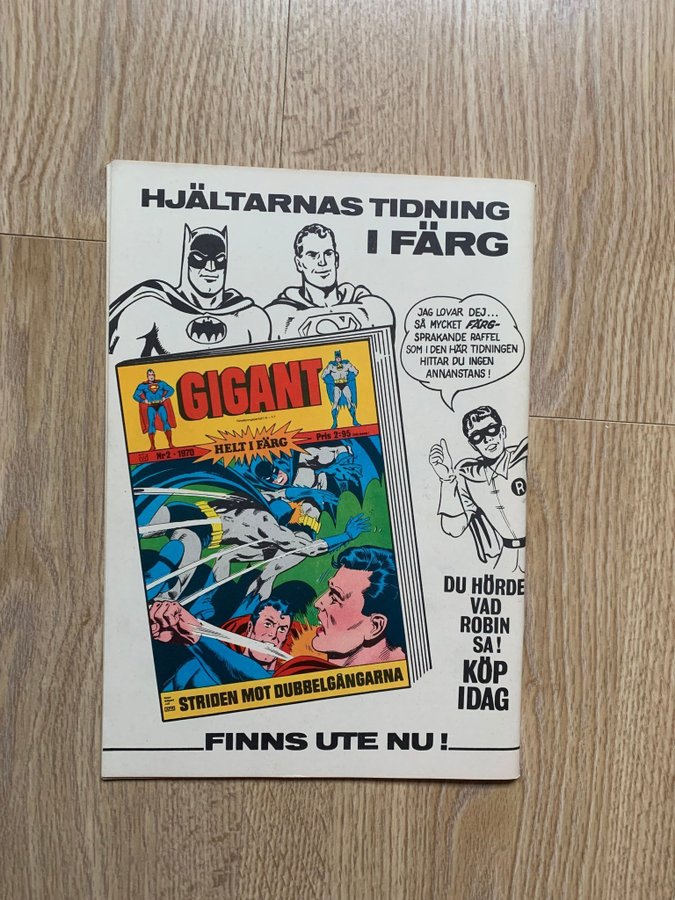 HJÄLTARNAS TIDNING
I FÄRG
JAG LOVAR DEJ...
SÅ MYCKET FÄRG-
SPRAKANDE RAFFEL
SOM I DEN HÄR TIDNINGEN
HITTAR DU INGEN
ANNANSTANS!
GIGANT
HELT I FÄRG
Nr 2 • 1970
Pris 2:95
R
STRIDEN MOT DUBBELGÅNGARNA
DU HÖRDE
VAD
ROBIN
SA!
KÖP
IDAG
FINNS UTE NU!